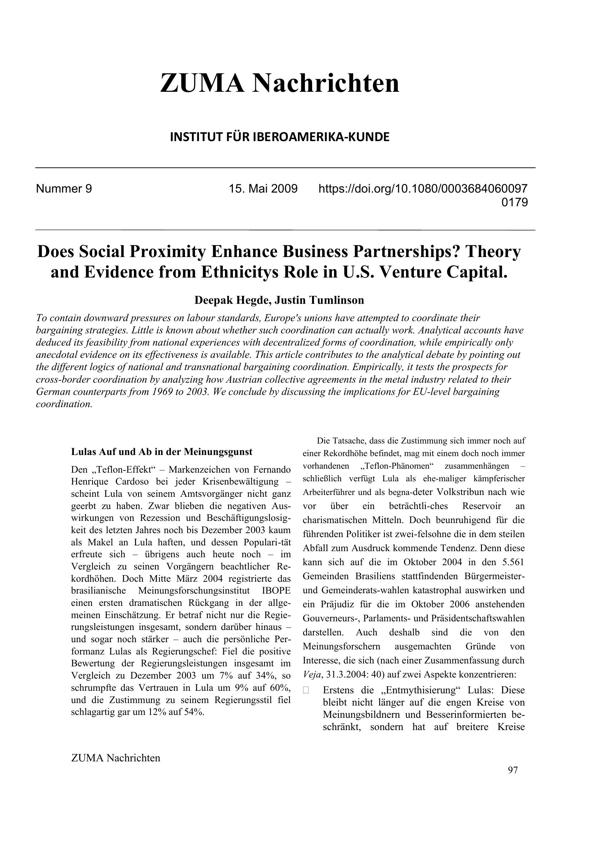 ZUMA Nachrichten
INSTITUT FÜR IBEROAMERIKA-KUNDE
Nummer 9
15. Mai 2009
https://doi.org/10.1080/0003684060097
0179
Does Social Proximity Enhance Business Partnerships? Theory
and Evidence from Ethnicitys Role in U.S. Venture Capital.
Deepak Hegde, Justin Tumlinson
To contain downward pressures on labour standards, Europe's unions have attempted to coordinate their
bargaining strategies. Little is known about whether such coordination can actually work. Analytical accounts have
deduced its feasibility from national experiences with decentralized forms of coordination, while empirically only
anecdotal evidence on its effectiveness is available. This article contributes to the analytical debate by pointing out
the different logics of national and transnational bargaining coordination. Empirically, it tests the prospects for
cross-border coordination by analyzing how Austrian collective agreements in the metal industry related to their
German counterparts from 1969 to 2003. We conclude by discussing the implications for EU-level bargaining
coordination.
Lulas Auf und Ab in der Meinungsgunst
Den „Teflon-Effekt“ – Markenzeichen von Fernando
Henrique Cardoso bei jeder Krisenbewältigung –
scheint Lula von seinem Amtsvorgänger nicht ganz
geerbt zu haben. Zwar blieben die negativen Aus-
wirkungen von Rezession und Beschäftigungslosig-
keit des letzten Jahres noch bis Dezember 2003 kaum
als Makel an Lula haften, und dessen Populari-tät
erfreute sich – übrigens auch heute noch – im
Vergleich zu seinen Vorgängern beachtlicher Re-
kordhöhen. Doch Mitte März 2004 registrierte das
brasilianische Meinungsforschungsinstitut IBOPE
einen ersten dramatischen Rückgang in der allge-
meinen Einschätzung. Er betraf nicht nur die Regie-
rungsleistungen insgesamt, sondern darüber hinaus –
und sogar noch stärker – auch die persönliche Per-
formanz Lulas als Regierungschef: Fiel die positive
Bewertung der Regierungsleistungen insgesamt im
Vergleich zu Dezember 2003 um 7% auf 34%, so
schrumpfte das Vertrauen in Lula um 9% auf 60%,
und die Zustimmung zu seinem Regierungsstil fiel
schlagartig gar um 12% auf 54%.
Die Tatsache, dass die Zustimmung sich immer noch auf
einer Rekordhöhe befindet, mag mit einem doch noch immer
vorhandenen „Teflon-Phänomen“ zusammenhängen –
schließlich verfügt Lula als ehe-maliger kämpferischer
Arbeiterführer und als begna-deter Volkstribun nach wie
vor über ein beträchtli-ches Reservoir an
charismatischen Mitteln. Doch beunruhigend für die
führenden Politiker ist zwei-felsohne die in dem steilen
Abfall zum Ausdruck kommende Tendenz. Denn diese
kann sich auf die im Oktober 2004 in den 5.561
Gemeinden Brasiliens stattfindenden Bürgermeister-
und Gemeinderats-wahlen katastrophal auswirken und
ein Präjudiz für die im Oktober 2006 anstehenden
Gouverneurs-, Parlaments- und Präsidentschaftswahlen
darstellen. Auch deshalb sind die von den
Meinungsforschern ausgemachten Gründe von
Interesse, die sich (nach einer Zusammenfassung durch
Veja, 31.3.2004: 40) auf zwei Aspekte konzentrieren:
Erstens die „Entmythisierung“ Lulas: Diese
bleibt nicht länger auf die engen Kreise von
Meinungsbildnern und Besserinformierten be-
schränkt, sondern hat auf breitere Kreise
ZUMA Nachrichten
97